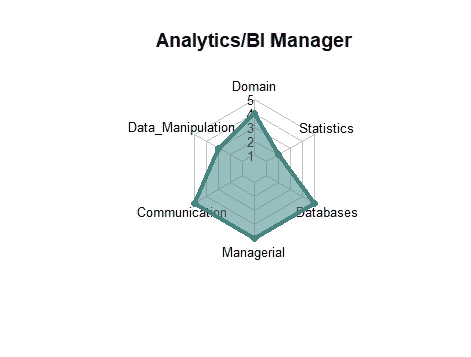 Analytics/BI Manager
Domain
5
4
Data_Manipulation
Statistics
3
2
1
Communication
Databases
Managerial